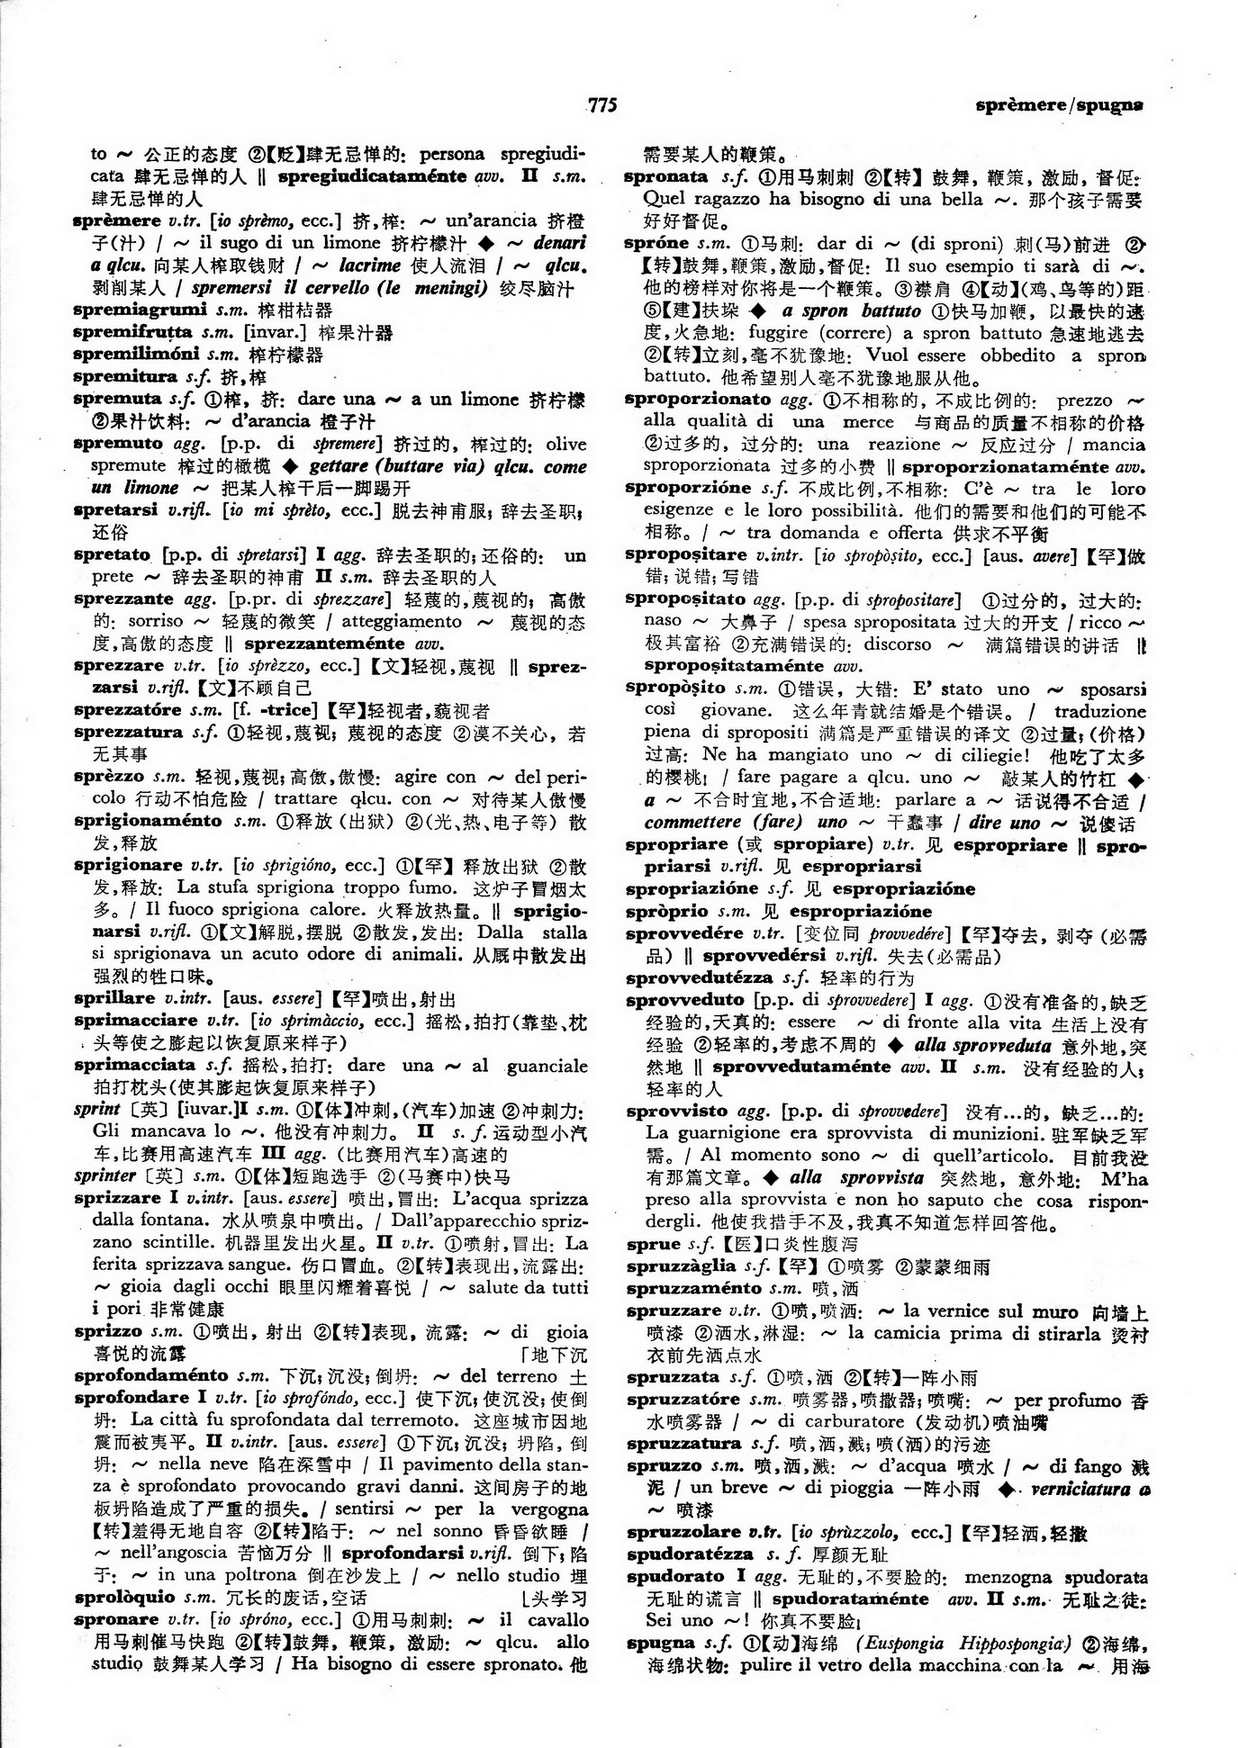 775
sprèmere/spugna
to ～ 公正的态度 ②【贬】肆无忌惮的: persona spregiudi-
cata 肆无忌惮的人 ‖ spregiudicataménte avv. II s.m.
肆无忌惮的人
sprèmere v.tr. [io sprèmo, ecc.] 挤,榨: ～ un'arancia 挤橙
子(汁) / ～ il sugo di un limone 挤柠檬汁 ◆ ～ denari
a qlcu. 向某人榨取钱财 / ～ lacrime 使人流泪 / ～ qlcu.
剥削某人 / spremersi il cervello (le meningi) 绞尽脑汁
spremiagrumi s.m. 榨柑桔器
spremifrutta s.m. [invar.] 榨果汁器
spremilimóni s.m. 榨柠檬器
spremitura s.f. 挤,榨
spremuta s.f. ①榨, 挤: dare una ～ a un limone 挤柠檬
②果汁饮料: ～ d'arancia 橙子汁
spremuto agg. [p.p. di spremere] 挤过的, 榨过的: olive
spremute 榨过的橄榄 ◆ gettare (buttare via) qlcu. come
un limone ～ 把某人榨干后一脚踢开
spretarsi v.rifl. [io mi sprèto, ecc.] 脱去神甫服; 辞去圣职;
还俗
spretato [p.p. di spretarsi] I agg. 辞去圣职的; 还俗的: un
prete ～ 辞去圣职的神甫 II s.m. 辞去圣职的人
sprezzante agg. [p.pr. di sprezzare] 轻蔑的,蔑视的; 高傲
的: sorriso ～ 轻蔑的微笑 / atteggiamento ～ 蔑视的态
度,高傲的态度 ‖ sprezzanteménte avv.
sprezzare v.tr. [io sprèzzo, ecc.] 【文】轻视,蔑视 ‖ sprez-
zarsi v.rifl. 【文】不顾自己
sprezzatóre s.m. [f. -trice] 【罕】轻视者,藐视者
sprezzatura s.f. ①轻视,蔑视; 蔑视的态度 ②漠不关心, 若
无其事
sprèzzo s.m. 轻视,蔑视; 高傲,傲慢: agire con ～ del peri-
colo 行动不怕危险 / trattare qlcu. con ～ 对待某人傲慢
sprigionaménto s.m. ①释放 (出狱) ②(光、热、电子等) 散
发,释放
sprigionare v.tr. [io sprigióno, ecc.] ①【罕】 释放出狱 ②散
发,释放: La stufa sprigiona troppo fumo. 这炉子冒烟太
多。/ Il fuoco sprigiona calore. 火释放热量。‖ sprigio-
narsi v.rifl. ①【文】解脱,摆脱 ②散发,发出: Dalla stalla
si sprigionava un acuto odore di animali. 从厩中散发出
强烈的牲口味。
sprillare v.intr. [aus. essere] 【罕】喷出,射出
sprimacciare v.tr. [io sprimàccio, ecc.] 摇松,拍打(靠垫、枕
头等使之膨起以恢复原来样子)
sprimacciata s.f. 摇松,拍打: dare una ～ al guanciale
拍打枕头(使其膨起恢复原来样子)
sprint 〔英〕 [iuvar.]I s.m. ①【体】冲刺,(汽车)加速 ②冲刺力:
Gli mancava lo ～. 他没有冲刺力。 II s. f. 运动型小汽
车,比赛用高速汽车 III agg. (比赛用汽车)高速的
sprinter 〔英〕 s.m. ①【体】短跑选手 ②(马赛中)快马
sprizzare I v.intr. [aus. essere] 喷出,冒出: L'acqua sprizza
dalla fontana. 水从喷泉中喷出。/ Dall'apparecchio spriz-
zano scintille. 机器里发出火星。II v.tr. ①喷射,冒出: La
ferita sprizzava sangue. 伤口冒血。②【转】表现出,流露出:
～ gioia dagli occhi 眼里闪耀着喜悦 / ～ salute da tutti
i pori 非常健康
sprizzo s.m. ①喷出, 射出 ②【转】表现, 流露: ～ di gioia
喜悦的流露 「地下沉
sprofondaménto s.m. 下沉; 沉没; 倒坍: ～ del terreno 土
sprofondare I v.tr. [io sprofóndo, ecc.] 使下沉; 使沉没; 使倒
坍: La città fu sprofondata dal terremoto. 这座城市因地
震而被夷平。II v.intr. [aus. essere] ①下沉; 沉没; 坍陷, 倒
坍: ～ nella neve 陷在深雪中 / Il pavimento della stan-
za è sprofondato provocando gravi danni. 这间房子的地
板坍陷造成了严重的损失。/ sentirsi ～ per la vergogna
【转】羞得无地自容 ②【转】陷于: ～ nel sonno 昏昏欲睡 /
～ nell'angoscia 苦恼万分 ‖ sprofondarsi v.rifl. 倒下; 陷
于: ～ in una poltrona 倒在沙发上 / ～ nello studio 埋
sprolòquio s.m. 冗长的废话,空话 ⌊头学习
spronare v.tr. [io spróno, ecc.] ①用马刺刺: ～ il cavallo
用马刺催马快跑 ②【转】鼓舞, 鞭策, 激励: ～ qlcu. allo
studio 鼓舞某人学习 / Ha bisogno di essere spronato. 他
需要某人的鞭策。
spronata s.f. ①用马刺刺 ②【转】 鼓舞, 鞭策, 激励, 督促:
Quel ragazzo ha bisogno di una bella ～. 那个孩子需要
好好督促。
spróne s.m. ①马刺: dar di ～ (di sproni) 刺(马)前进 ②
【转】鼓舞,鞭策,激励,督促: Il suo esempio ti sarà di ～.
他的榜样对你将是一个鞭策。③襟肩 ④【动】(鸡、鸟等的)距
⑤【建】扶垛 ◆ a spron battuto ①快马加鞭, 以最快的速
度,火急地: fuggire (correre) a spron battuto 急速地逃去
②【转】立刻,毫不犹豫地: Vuol essere obbedito a spron
battuto. 他希望别人毫不犹豫地服从他。
sproporzionato agg. ①不相称的, 不成比例的: prezzo ～
alla qualità di una merce 与商品的质量不相称的价格
②过多的, 过分的: una reazione ～ 反应过分 / mancia
sproporzionata 过多的小费 ‖ sproporzionataménte avv.
sproporzióne s.f. 不成比例,不相称: C'è ～ tra le loro
esigenze e le loro possibilità. 他们的需要和他们的可能不
相称。/ ～ tra domanda e offerta 供求不平衡
spropoṣitare v.intr. [io spropòṣito, ecc.] [aus. avere] 【罕】做
错; 说错; 写错
spropoṣitato agg. [p.p. di spropositare] ①过分的, 过大的:
naso ～ 大鼻子 / spesa spropositata 过大的开支 / ricco ～
极其富裕 ②充满错误的: discorso ～ 满篇错误的讲话 ‖
spropoṣitataménte avv.
spropòṣito s.m. ①错误, 大错: E' stato uno ～ sposarsi
così giovane. 这么年青就结婚是个错误。/ traduzione
piena di spropositi 满篇是严重错误的译文 ②过量; (价格)
过高: Ne ha mangiato uno ～ di ciliegie! 他吃了太多
的樱桃! / fare pagare a qlcu. uno ～ 敲某人的竹杠 ◆
a ～ 不合时宜地,不合适地: parlare a ～ 话说得不合适 /
commettere (fare) uno ～ 干蠢事 / dire uno ～ 说傻话
spropriare (或 spropiare) v.tr. 见 espropriare ‖ spro-
priarsi v.rifl. 见 espropriarsi
spropriazióne s.f. 见 espropriazióne
spròprio s.m. 见 espropriazióne
sprovvedére v.tr. [变位同 provvedére] 【罕】夺去, 剥夺 (必需
品) ‖ sprovvedérsi v.rifl. 失去(必需品)
sprovvedutézza s.f. 轻率的行为
sprovveduto [p.p. di sprovvedere] I agg. ①没有准备的,缺乏
经验的,天真的: essere ～ di fronte alla vita 生活上没有
经验 ②轻率的,考虑不周的 ◆ alla sprovveduta 意外地,突
然地 ‖ sprovvedutaménte avv. II s.m. 没有经验的人;
轻率的人
sprovvisto agg. [p.p. di sprovvedere] 没有…的, 缺乏…的:
La guarnigione era sprovvista di munizioni. 驻军缺乏军
需。/ Al momento sono ～ di quell'articolo. 目前我没
有那篇文章。◆ alla sprovvista 突然地, 意外地: M'ha
preso alla sprovvista e non ho saputo che cosa rispon-
dergli. 他使我措手不及,我真不知道怎样回答他。
sprue s.f. 【医】口炎性腹泻
spruzzàglia s.f. 【罕】 ①喷雾 ②蒙蒙细雨
spruzzaménto s.m. 喷,洒
spruzzare v.tr. ①喷,喷洒: ～ la vernice sul muro 向墙上
喷漆 ②洒水,淋湿: ～ la camicia prima di stirarla 烫衬
衣前先洒点水
spruzzata s.f. ①喷,洒 ②【转】一阵小雨
spruzzatóre s.m. 喷雾器,喷撒器; 喷嘴: ～ per profumo 香
水喷雾器 / ～ di carburatore (发动机)喷油嘴
spruzzatura s.f. 喷,洒,溅; 喷(洒)的污迹
spruzzo s.m. 喷,洒,溅: ～ d'acqua 喷水 / ～ di fango 溅
泥 / un breve ～ di pioggia 一阵小雨 ◆ verniciatura a
～ 喷漆
spruzzolare v.tr. [io sprùzzolo, ecc.] 【罕】轻洒,轻撒
spudoratézza s. f. 厚颜无耻
spudorato I agg. 无耻的,不要脸的: menzogna spudorata
无耻的谎言 ‖ spudorataménte avv. II s.m. 无耻之徒:
Sei uno ～! 你真不要脸!
spugna s.f. ①【动】海绵 (Euspongia Hippospongia) ②海绵,
海绵状物: pulire il vetro della macchina con la ～ 用海